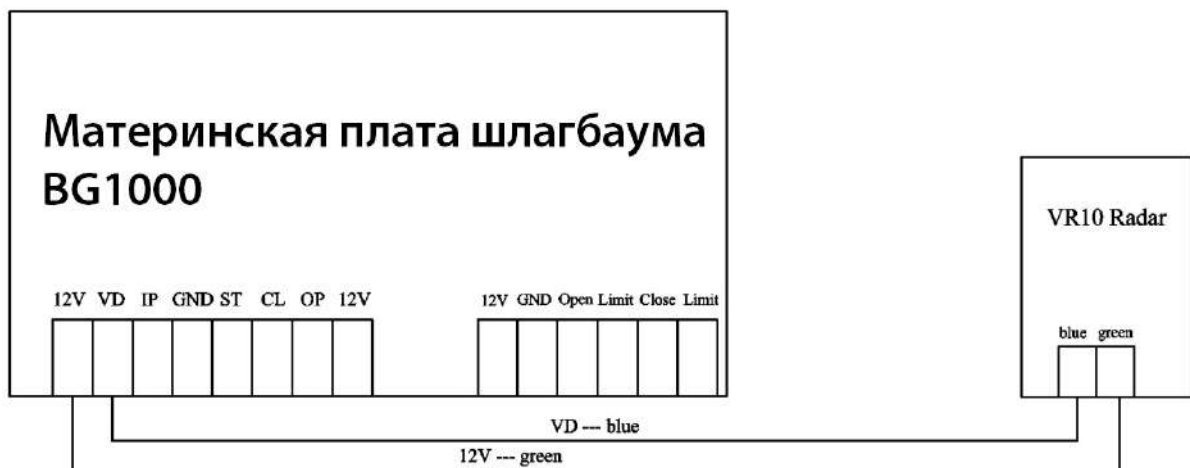 Материнская плата шлагбаума
BG1000
VR10 Radar
12V VD IP GND ST CL OP 12V
12V GND Open Limit Close Limit
blue green
VD --- blue
12V --- green